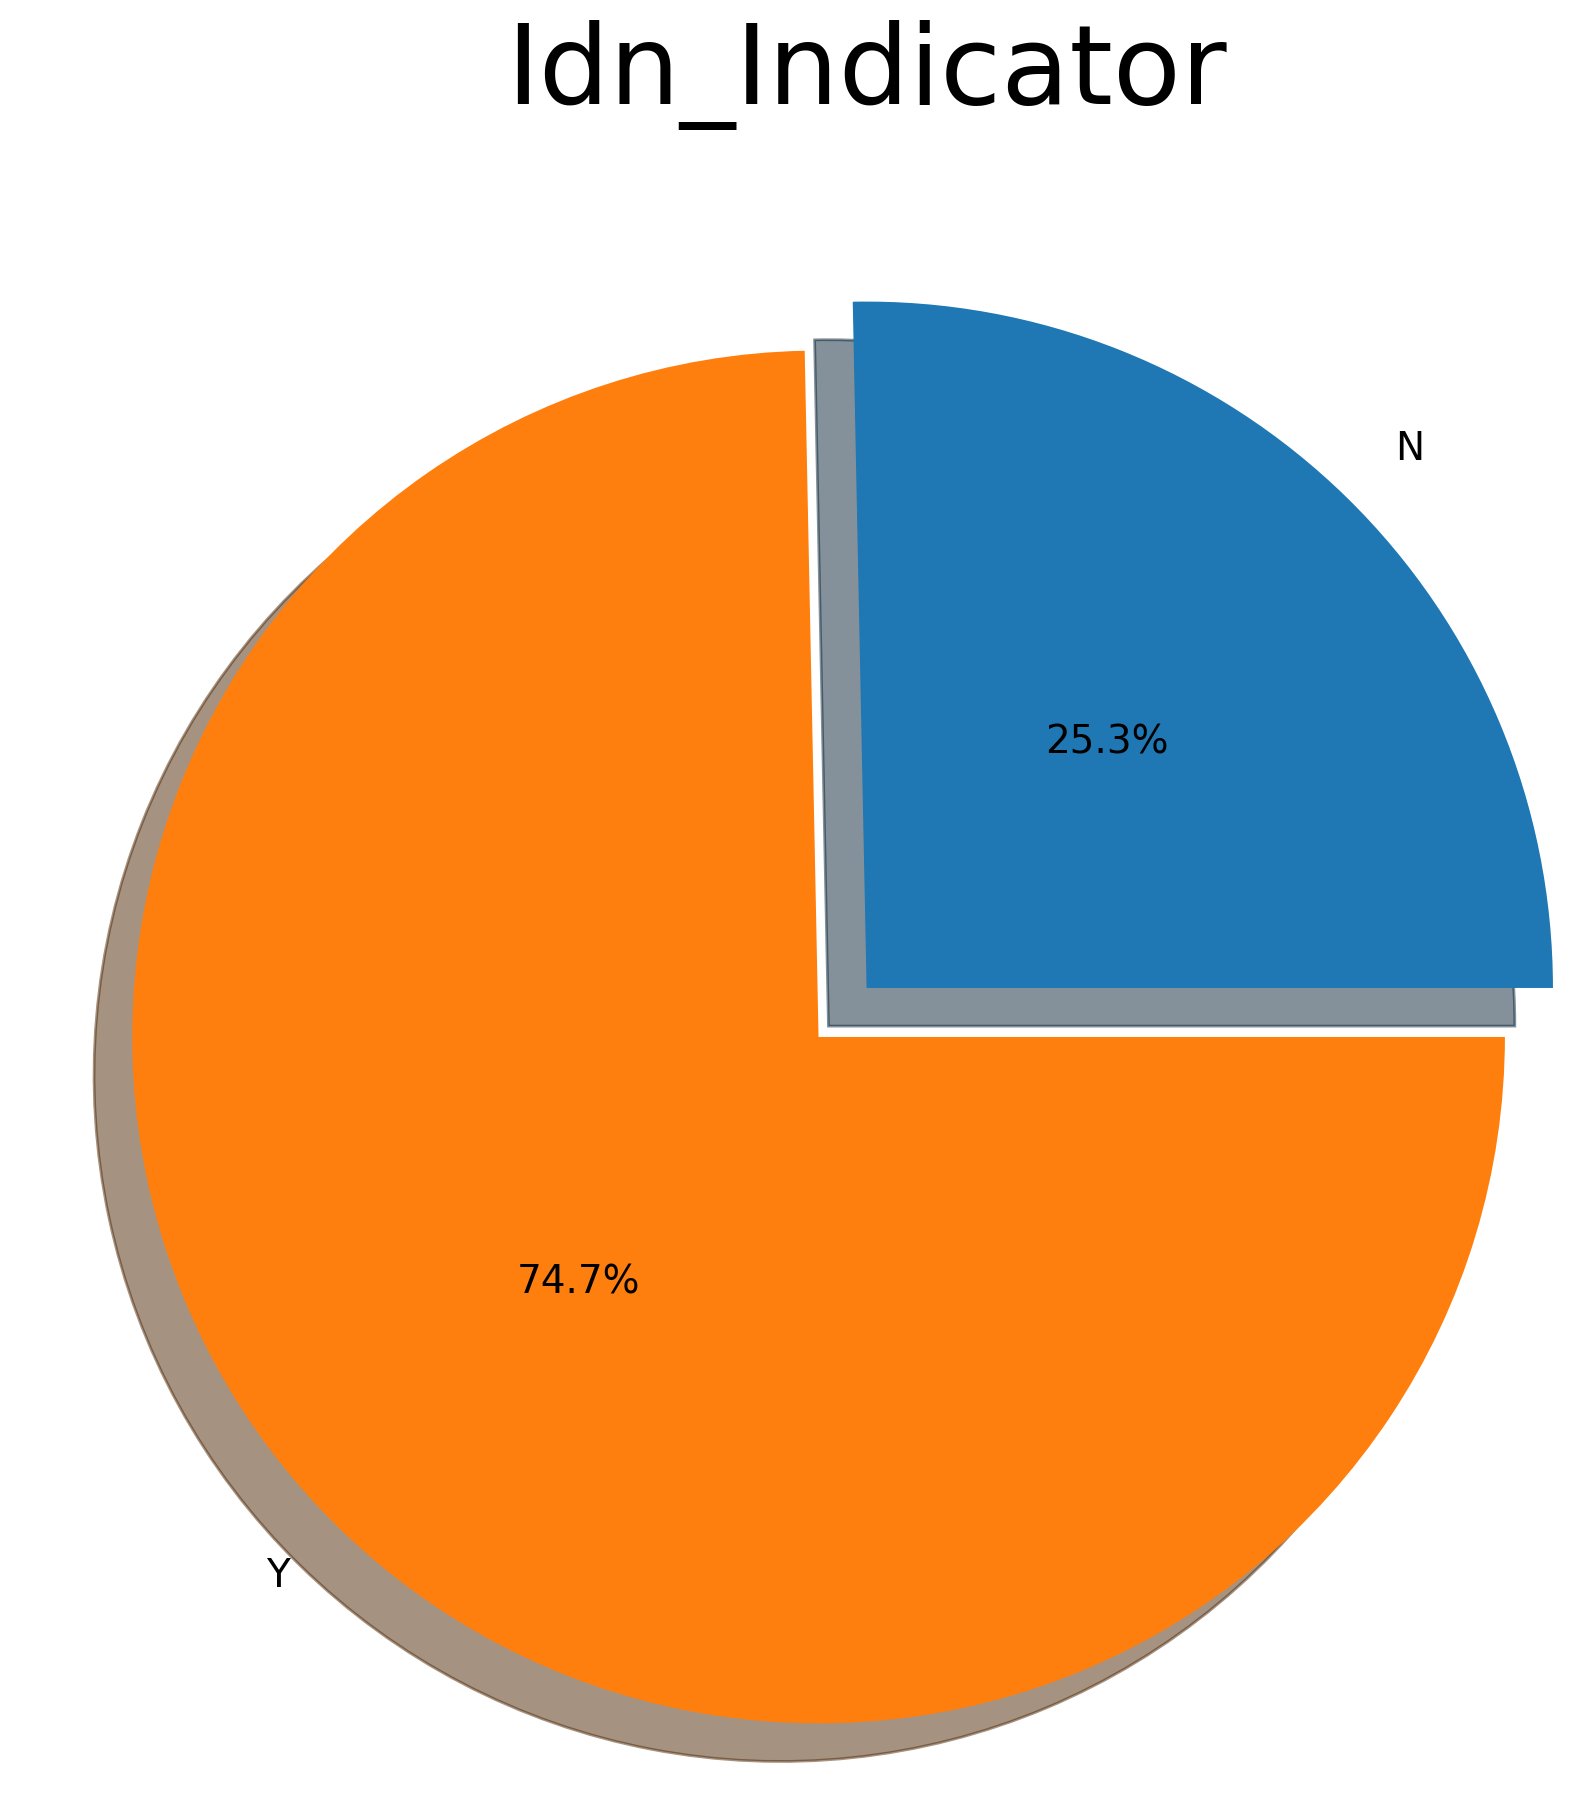 Idn_Indicator
N
25.3%
74.7%
Y